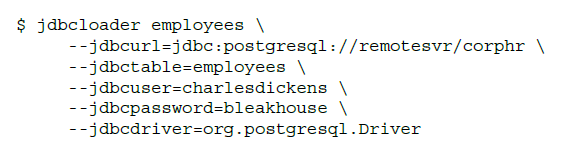 $ jdbcloader employees \
--jdbcurl=jdbc:postgresql://remotesvr/corphr \
--jdbctable=employees \
--jdbcuser=charlesdickens \
--jdbcpassword=bleakhouse \
--jdbcdriver=org.postgresql.Driver